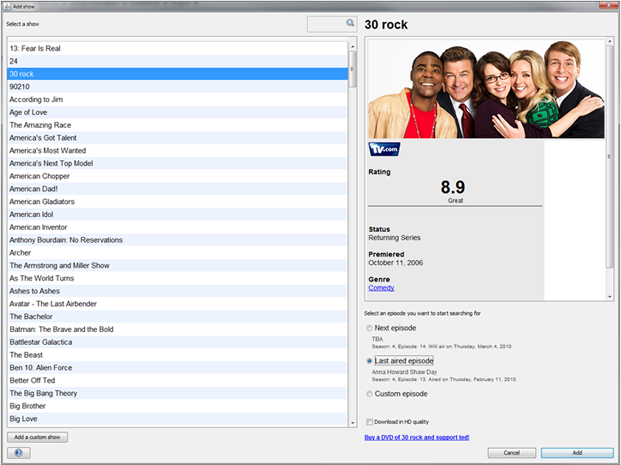 Add show
Select a show
13: Fear Is Real
24
30 rock
90210
According to Jim
Age of Love
The Amazing Race
America's Got Talent
America's Most Wanted
America's Next Top Model
American Chopper
American Dad!
American Gladiators
American Idol
American Inventor
Anthony Bourdain: No Reservations
Archer
The Armstrong and Miller Show
As The World Turns
Ashes to Ashes
Avatar - The Last Airbender
The Bachelor
Batman: The Brave and the Bold
Battlestar Galactica
The Beast
Ben 10: Alien Force
Better Off Ted
The Big Bang Theory
Big Brother
Big Love
Add a custom show
?
30 rock
TV.com
Rating
8.9
Great
Status
Returning Series
Premiered
October 11, 2006
Genre
Comedy
Select an episode you want to start searching for
Next episode
TBA
Season: 4, Episode: 14. Will air on Thursday, March 4, 2010.
Last aired episode
Anna Howard Shaw Day
Season: 4, Episode: 13. Aired on Thursday, February 11, 2010.
Custom episode
Download in HD quality
Buy a DVD of 30 rock and support ted!
Cancel
Add